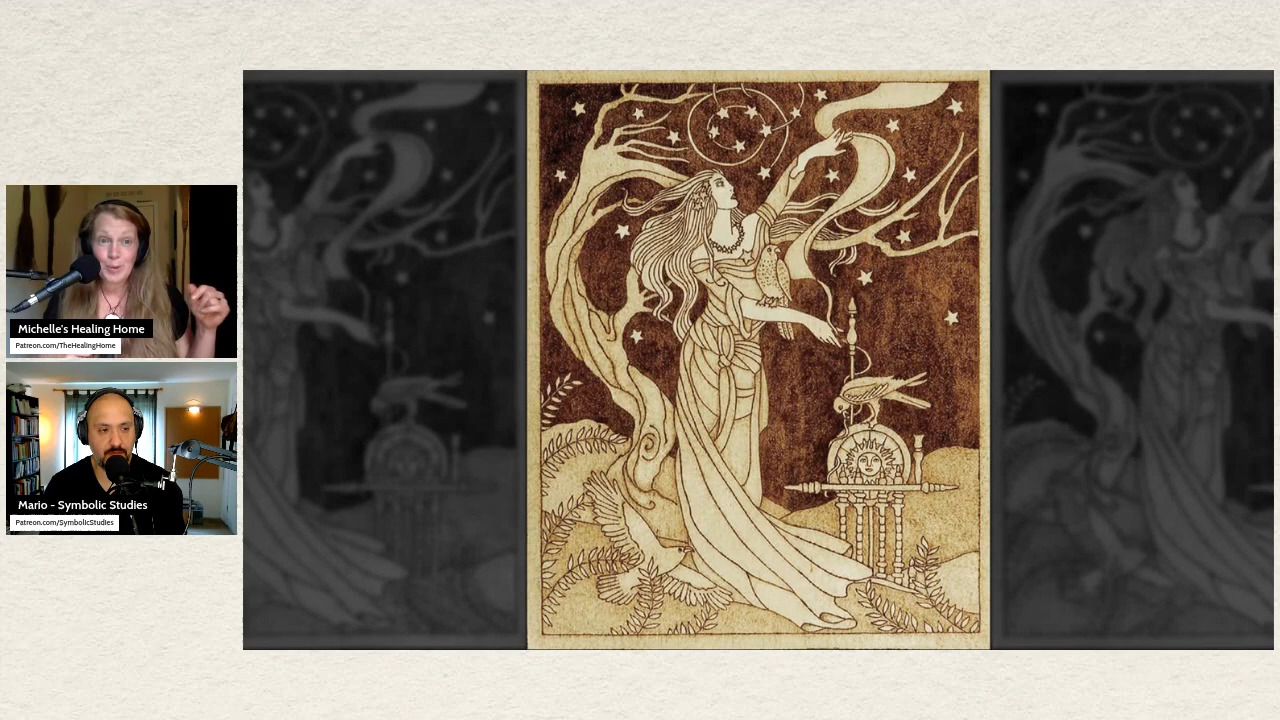 Michelle's Healing Home
Patreon.com/TheHealingHome
Mario - Symbolic Studies
Patreon.com/SymbolicStudies